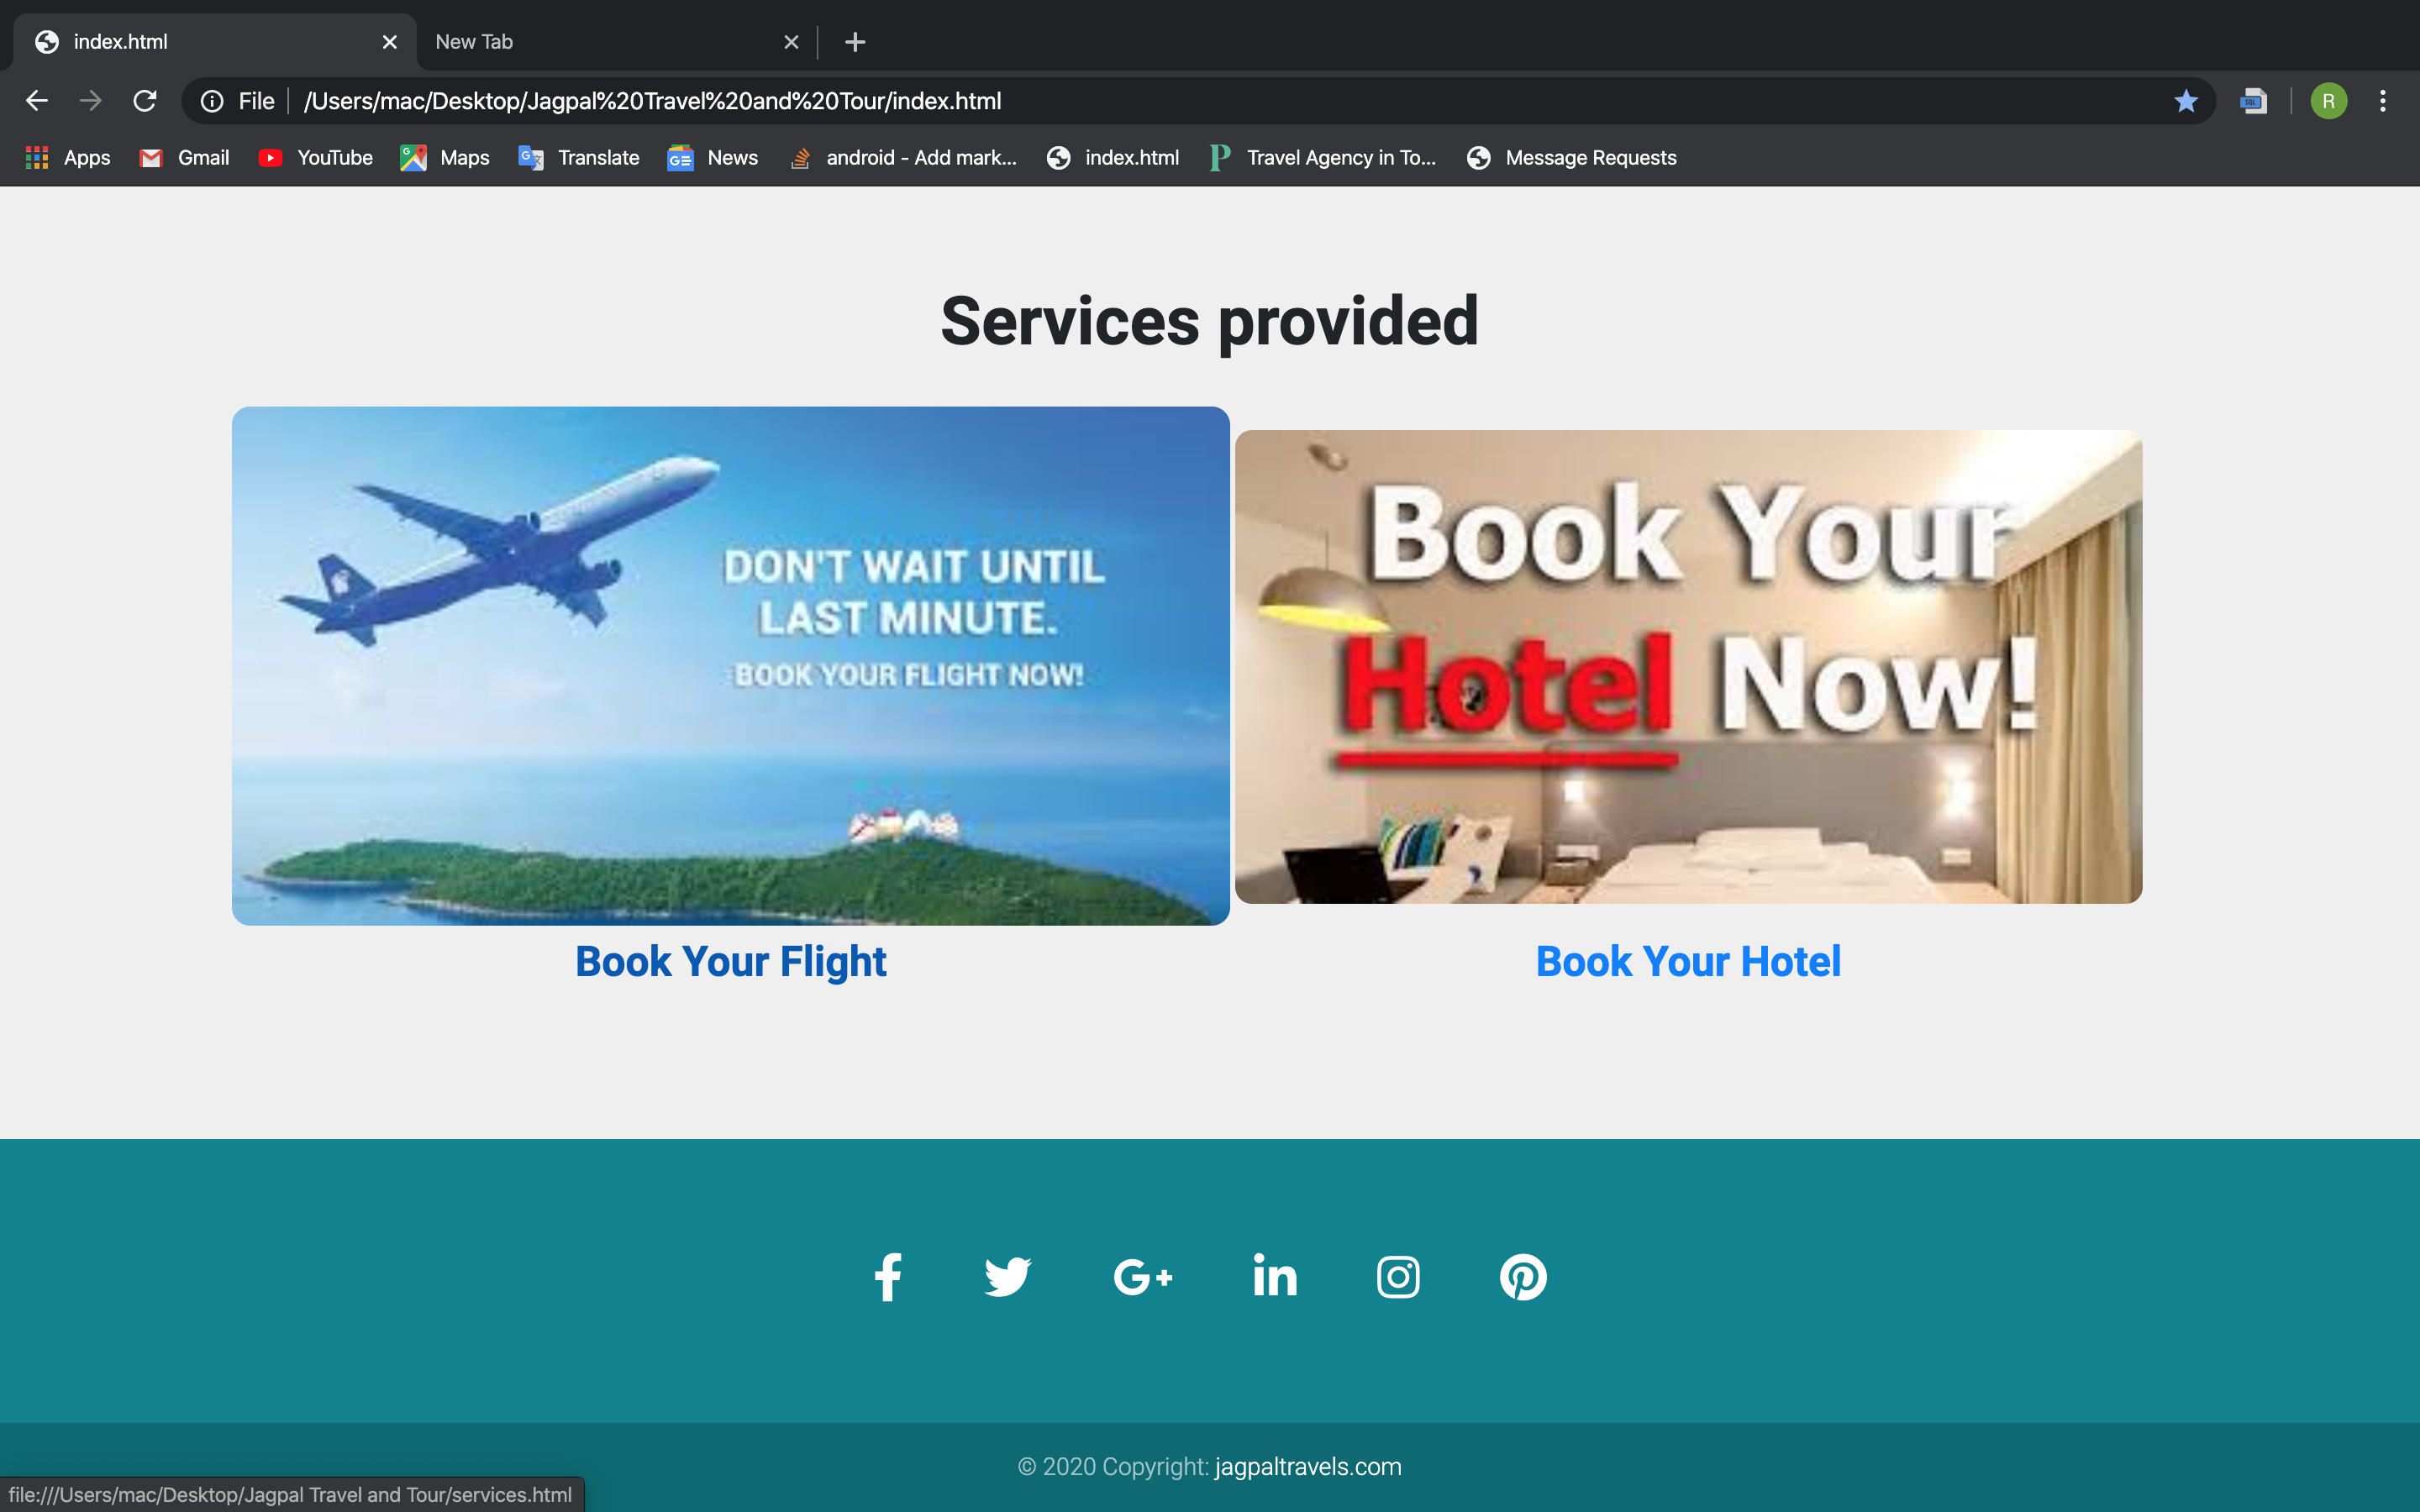 index.html
New Tab
File
/Users/mac/Desktop/Jagpal%20Travel%20and%20Tour/index.html
SQL
R
Apps
Gmail
YouTube
Maps
Translate
News
android - Add mark...
index.html
Travel Agency in To...
Message Requests
Services provided
DON'T WAIT UNTIL
LAST MINUTE.
BOOK YOUR FLIGHT NOW!
Book Your
Hotel Now!
Book Your Flight
Book Your Hotel
© 2020 Copyright: jagpaltravels.com
file:///Users/mac/Desktop/Jagpal Travel and Tour/services.html